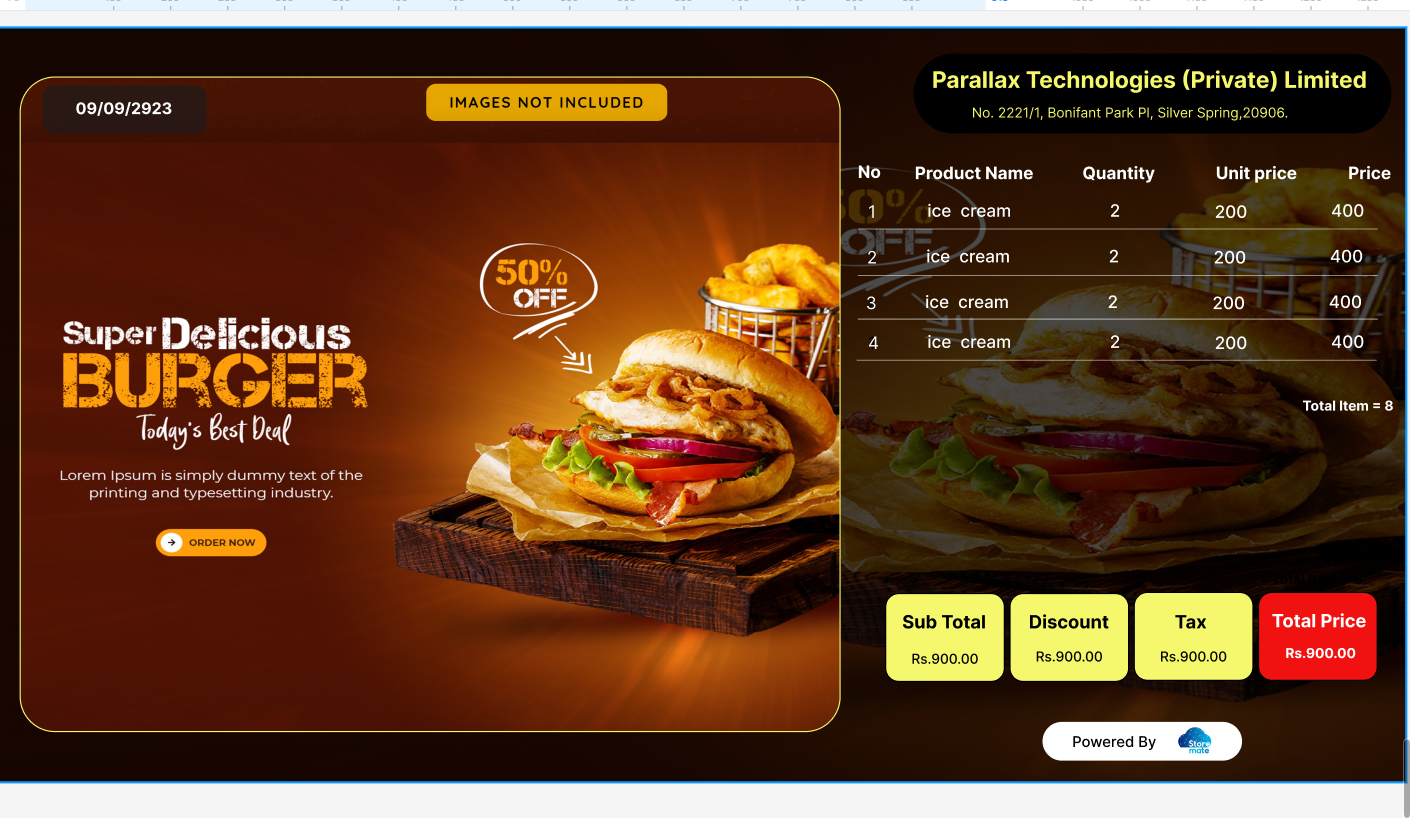 09/09/2923
IMAGES NOT INCLUDED
50%
OFF
Super Delicious
BURGER
Today's Best Deal
Lorem Ipsum is simply dummy text of the
printing and typesetting industry.
ORDER NOW
Parallax Technologies (Private) Limited
No. 2221/1, Bonifant Park Pl, Silver Spring,20906.
No Product Name Quantity Unit price Price
1 ice cream 2 200 400
2 ice cream 2 200 400
3 ice cream 2 200 400
4 ice cream 2 200 400
50%
OFF
Total Item = 8
Sub Total Discount Tax Total Price
Rs.900.00 Rs.900.00 Rs.900.00 Rs.900.00
Powered By Store mate